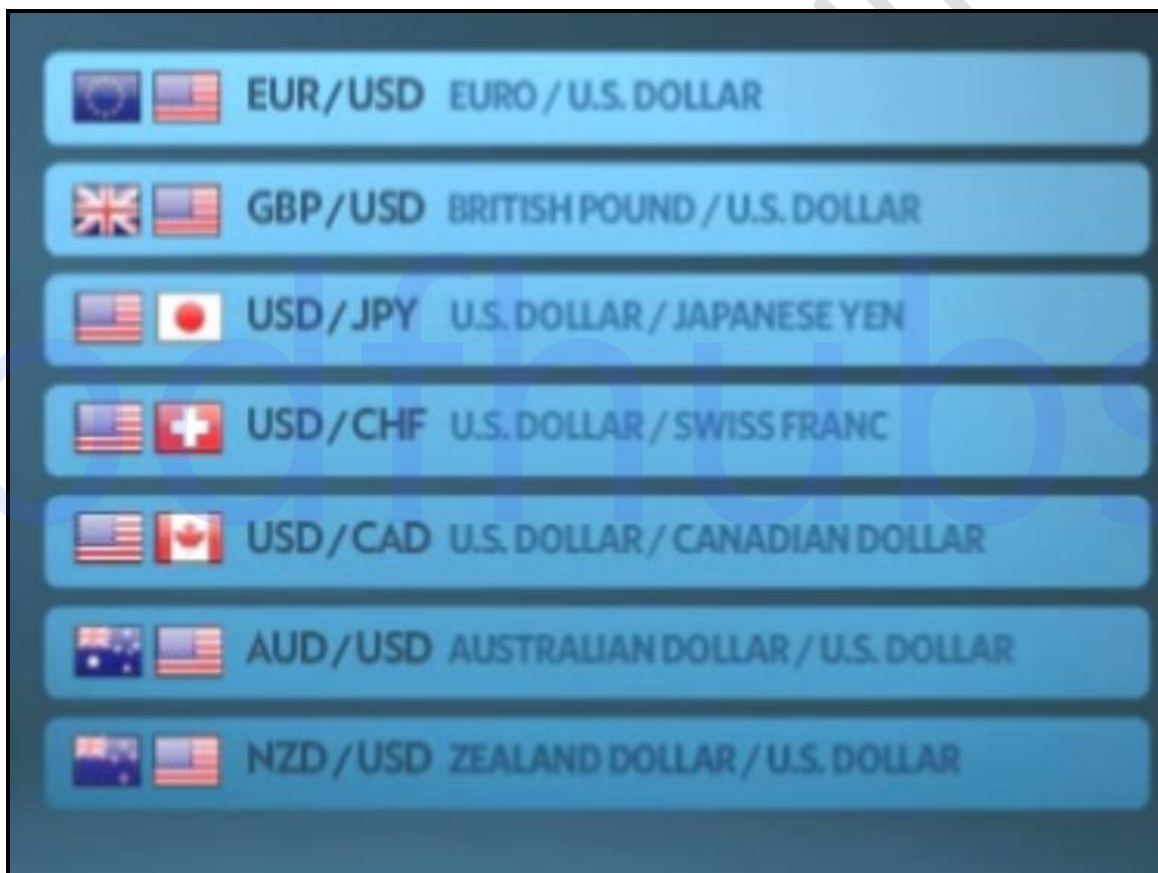 EUR/USD EURO / U.S. DOLLAR
GBP/USD BRITISH POUND / U.S. DOLLAR
USD/JPY U.S. DOLLAR / JAPANESE YEN
USD/CHF U.S. DOLLAR / SWISS FRANC
USD/CAD U.S. DOLLAR / CANADIAN DOLLAR
AUD/USD AUSTRALIAN DOLLAR / U.S. DOLLAR
NZD/USD ZEALAND DOLLAR / U.S. DOLLAR
pdfhubs